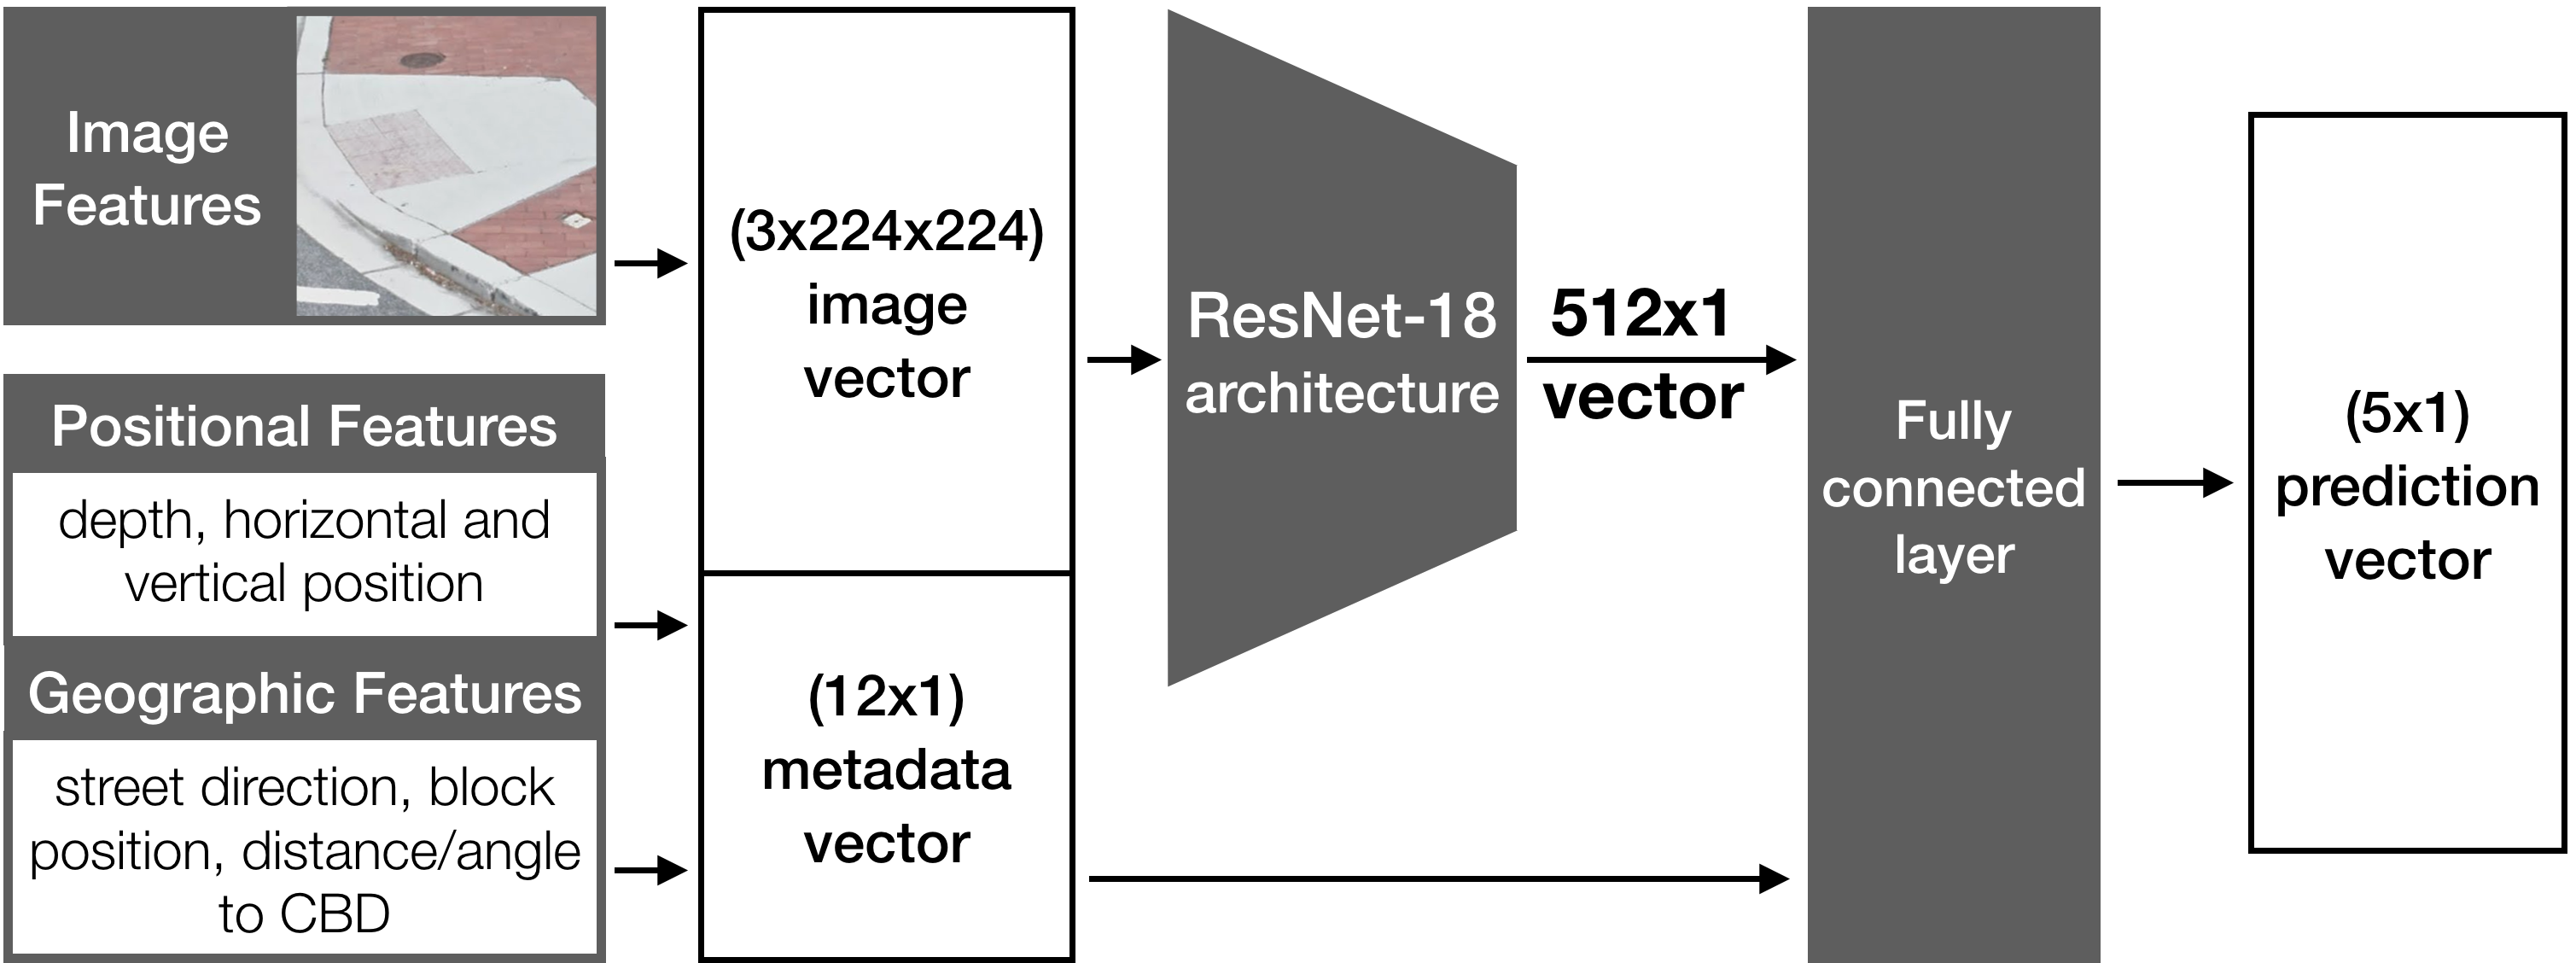 Image
Features
Positional Features
depth, horizontal and
vertical position
Geographic Features
street direction, block
position, distance/angle
to CBD
(3x224x224)
image
vector
(12x1)
metadata
vector
ResNet-18
architecture
512x1
vector
Fully
connected
layer
(5x1)
prediction
vector